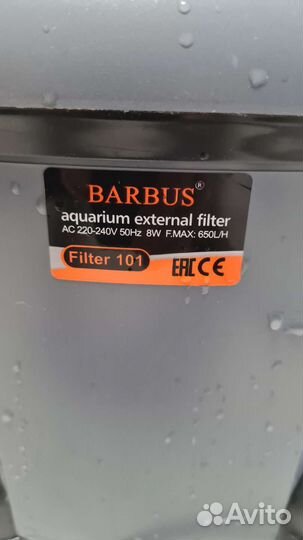 BARBUS®
aquarium external filter
AC 220-240V 50Hz 8W F.MAX: 650L/H
Filter 101
EAC CE
Avito